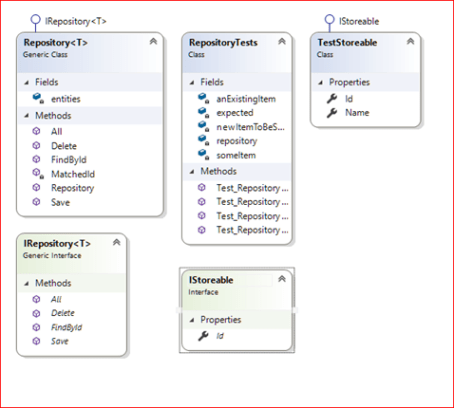 IRepository<T>
Repository<T>
Generic Class
Fields
entities
Methods
All
Delete
FindById
MatchedId
Repository
Save
RepositoryTests
Class
Fields
anExistingItem
expected
newItemToBeS...
repository
someItem
Methods
Test_Repository...
Test_Repository...
Test_Repository...
Test_Repository...
IStoreable
TestStoreable
Class
Properties
Id
Name
IRepository<T>
Generic Interface
Methods
All
Delete
FindById
Save
IStoreable
Interface
Properties
Id